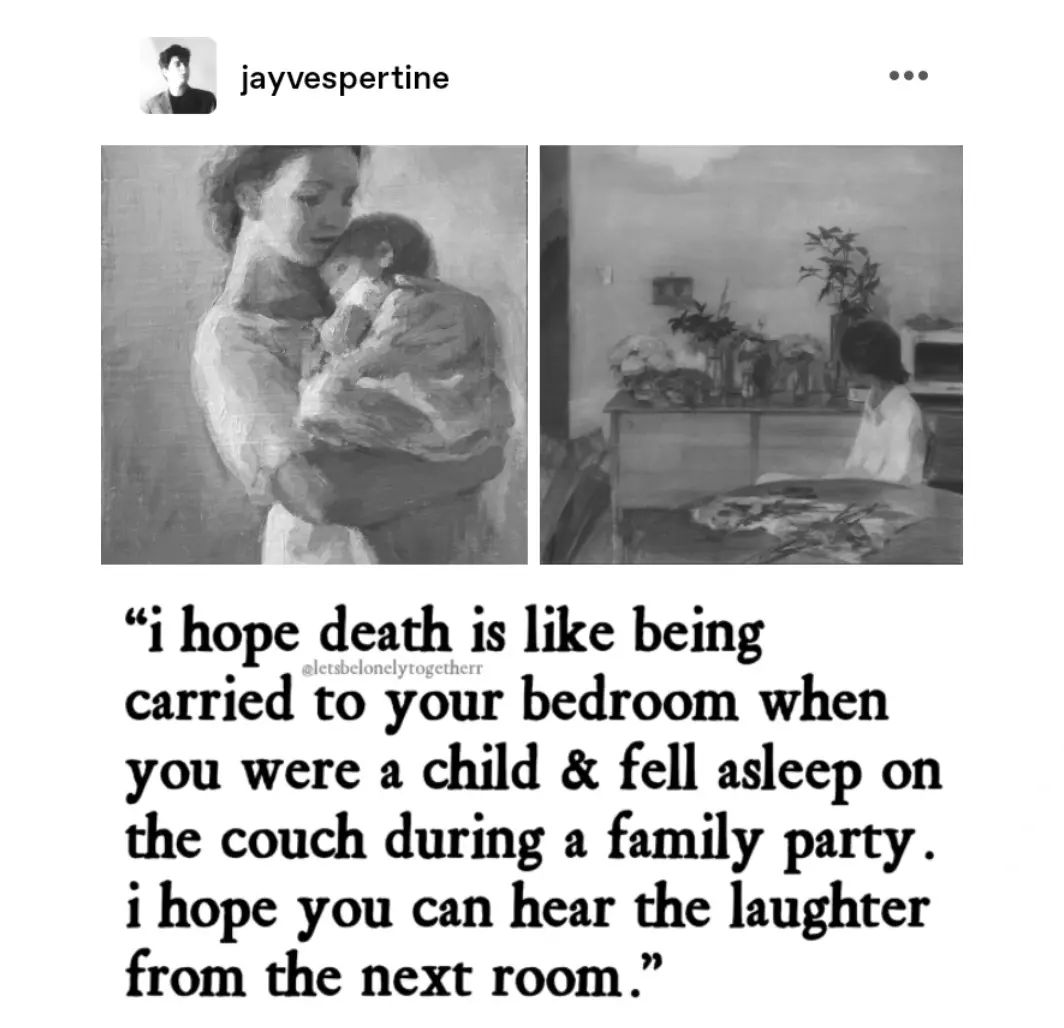 jayvespertine
“i hope death is like being
@letsbelonelytogetherr
carried to your bedroom when
you were a child & fell asleep on
the couch during a family party.
i hope you can hear the laughter
from the next room.”